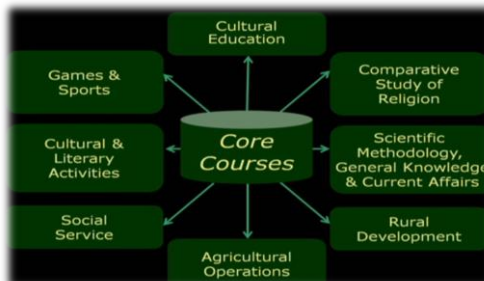 Cultural
Education
Games &
Sports
Comparative
Study of
Religion
Core
Courses
Cultural &
Literary
Activities
Scientific
Methodology,
General Knowledge
& Current Affairs
Social
Service
Rural
Development
Agricultural
Operations